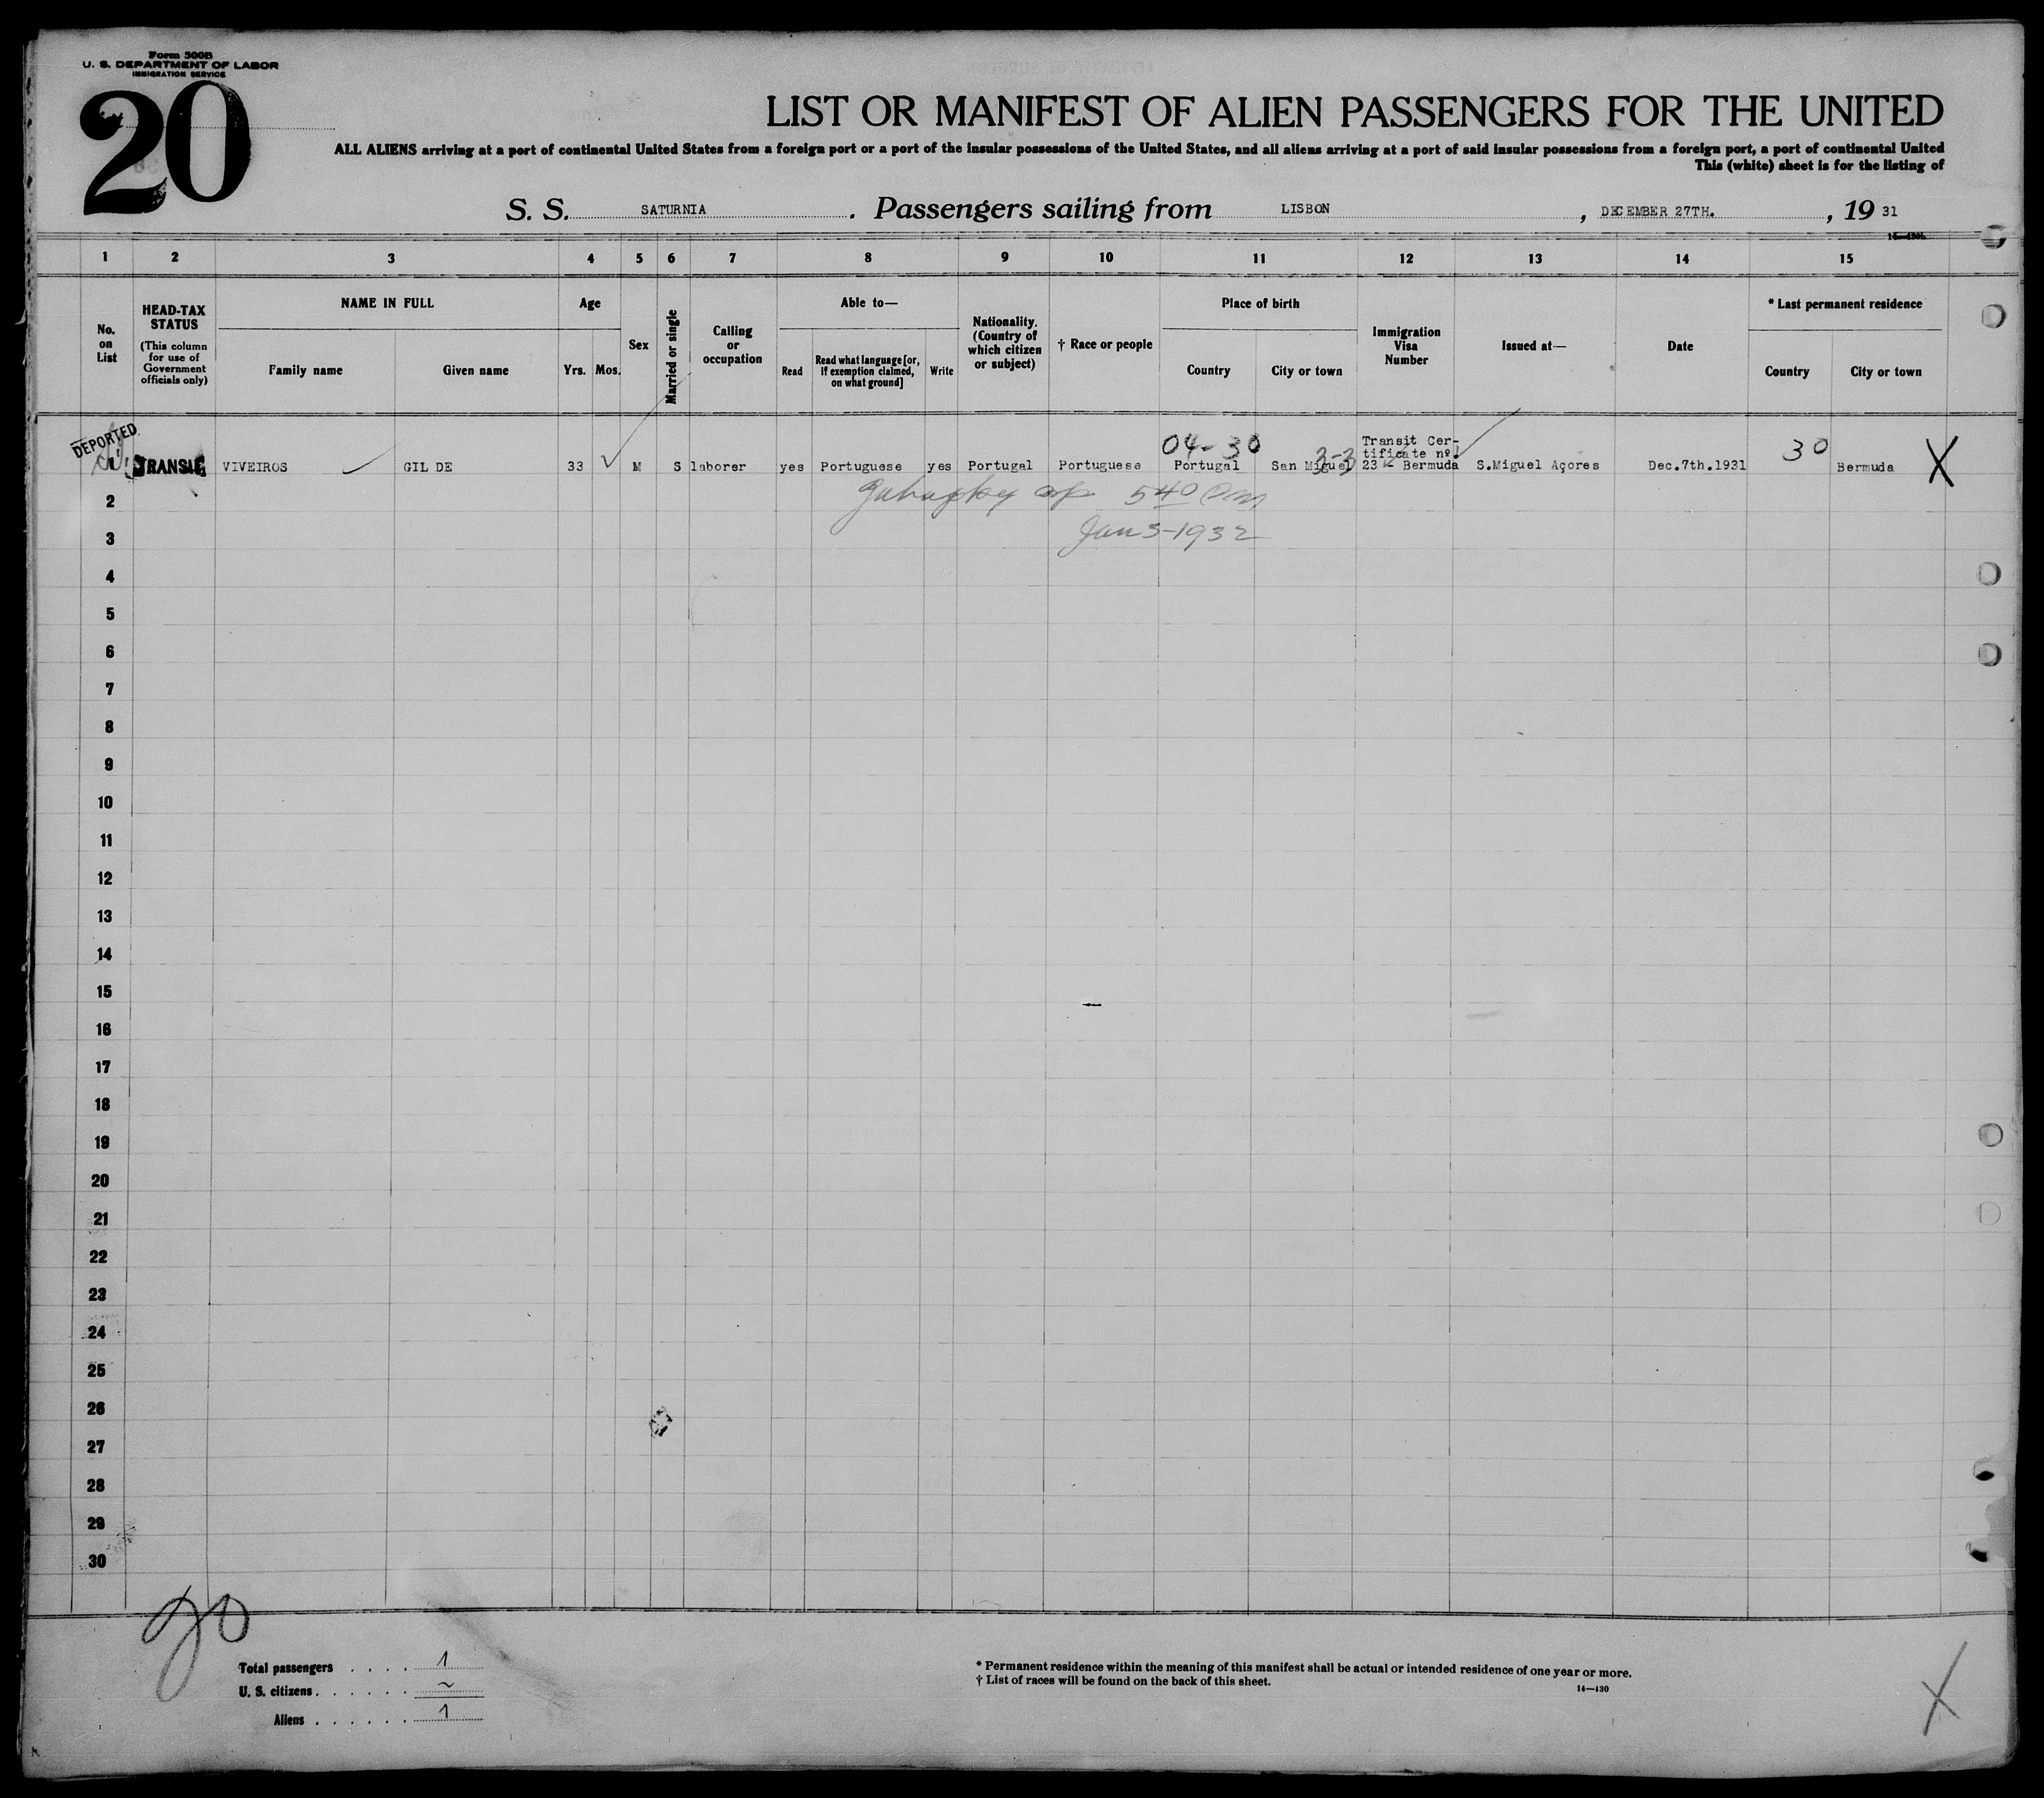 Form 500B
U. S. DEPARTMENT OF LABOR
IMMIGRATION SERVICE
20
LIST OR MANIFEST OF ALIEN PASSENGERS FOR THE UNITED
ALL ALIENS arriving at a port of continental United States from a foreign port or a port of the insular possessions of the United States, and all aliens arriving at a port of said insular possessions from a foreign port, a port of continental United
This (white) sheet is for the listing of
S. S. SATURNIA . Passengers sailing from LISBON , DECEMBER 27TH. , 19 31
1 2 3 4 5 6 7 8 9 10 11 12 13 14 15
No. on List
HEAD-TAX STATUS
(This column for use of Government officials only)
NAME IN FULL
Family name Given name
Age
Yrs. Mos.
Sex
Married or single
Calling or occupation
Able to—
Read Read what language [or, if exemption claimed, on what ground] Write
Nationality. (Country of which citizen or subject)
† Race or people
Place of birth
Country City or town
Immigration Visa Number
Issued at—
Date
* Last permanent residence
Country City or town
DEPORTED
04-30 Transit Cer-
3-3 tificate nº. 30
TRANSIT VIVEIROS GIL DE 33 M S laborer yes Portuguese yes Portugal Portuguese Portugal San Miguel 23 Bermuda S.Miguel Açores Dec.7th.1931 Bermuda X
2 540 pm
3 Jan 3-1932
4
5
6
7
8
9
10
11
12
13
14
15
16
17
18
19
20
21
22
23
24
25
26
27
28
29
30
20
Total passengers . . . . 1
U. S. citizens . . . . . . ~
Aliens . . . . . . 1
* Permanent residence within the meaning of this manifest shall be actual or intended residence of one year or more.
† List of races will be found on the back of this sheet.
14—430
X